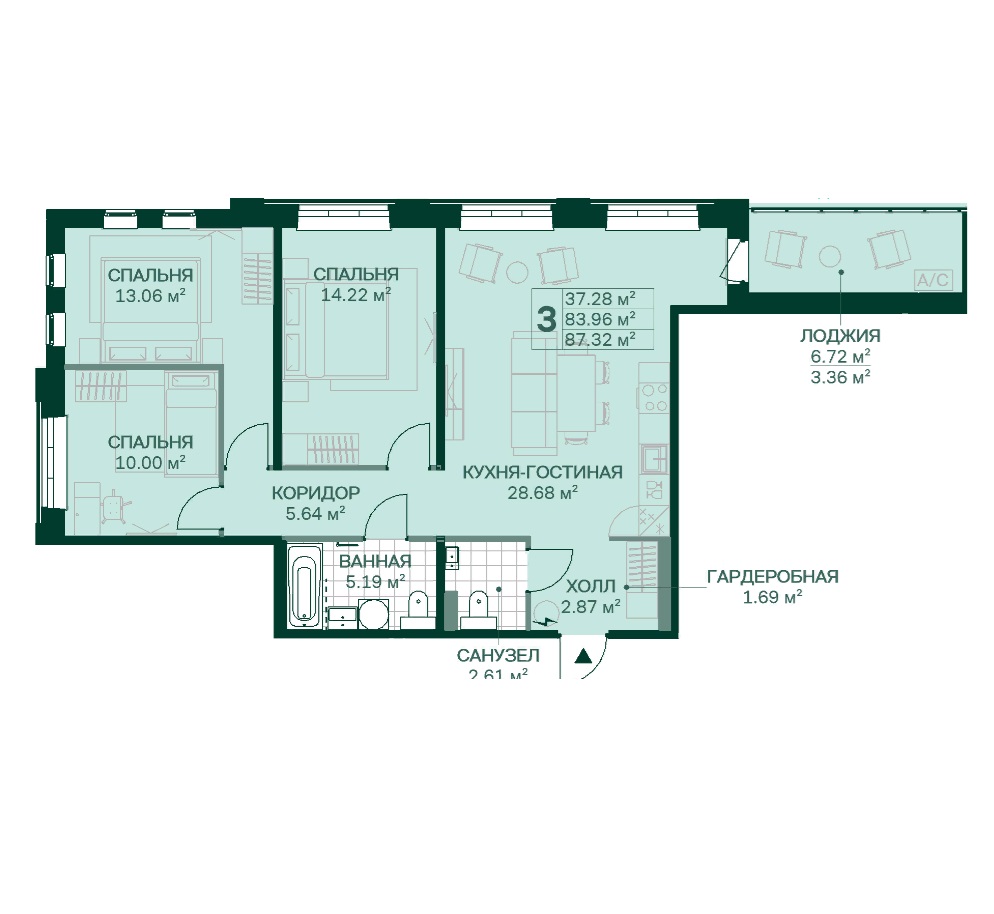 СПАЛЬНЯ
13.06 м²
СПАЛЬНЯ
14.22 м²
3
37.28 м²
83.96 м²
87.32 м²
A/C
ЛОДЖИЯ
6.72 м²
3.36 м²
СПАЛЬНЯ
10.00 м²
КУХНЯ-ГОСТИНАЯ
28.68 м²
КОРИДОР
5.64 м²
ВАННАЯ
5.19 м²
ХОЛЛ
2.87 м²
ГАРДЕРОБНАЯ
1.69 м²
САНУЗЕЛ
2.61 м²